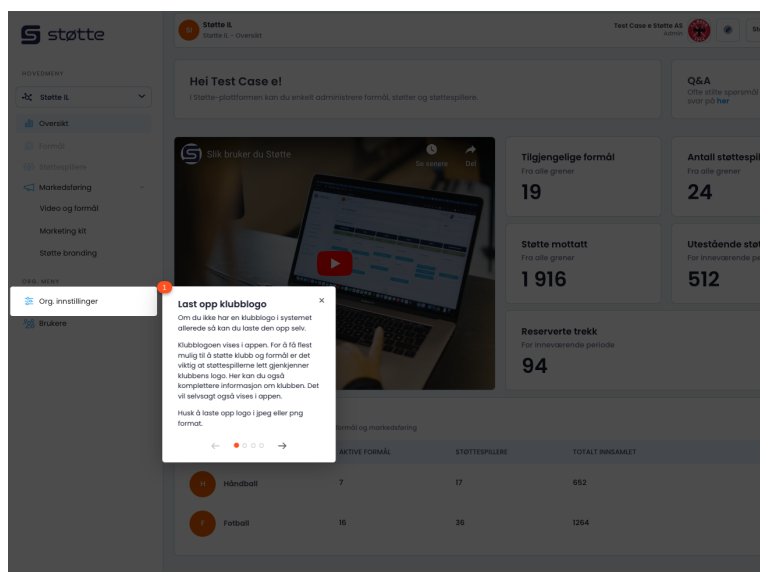 støtte
HOVEDMENY
Støtte IL
Oversikt
Formål
Støttespillere
Markedsføring
Video og formål
Marketing kit
Støtte branding
ORG. MENY
Org. innstillinger
Brukere
SI
Støtte IL
Støtte IL - Oversikt
Test Case e Støtte AS
Admin
Hei Test Case e!
I Støtte-plattformen kan du enkelt administrere formål, støtter og støttespillere.
Q&A
Ofte stilte spørsmål
svar på her
Slik bruker du Støtte
Se senere
Del
Tilgjengelige formål
Fra alle grener
19
Antall støttespil
Fra alle grener
24
Støtte mottatt
Fra alle grener
1 916
Utestående støt
For inneværende pe
512
Reserverte trekk
For inneværende periode
94
1
Last opp klubblogo
×
Om du ikke har en klubblogo i systemet
allerede så kan du laste den opp selv.
Klubblogoen vises i appen. For å få flest
mulig til å støtte klubb og formål er det
viktig at støttespillerne lett gjenkjenner
klubbens logo. Her kan du også
komplettere informasjon om klubben. Det
vil selvsagt også vises i appen.
Husk å laste opp logo i jpeg eller png
format.
formål og markedsføring
AKTIVE FORMÅL
STØTTESPILLERE
TOTALT INNSAMLET
H
Håndball
7
17
652
F
Fotball
16
36
1264